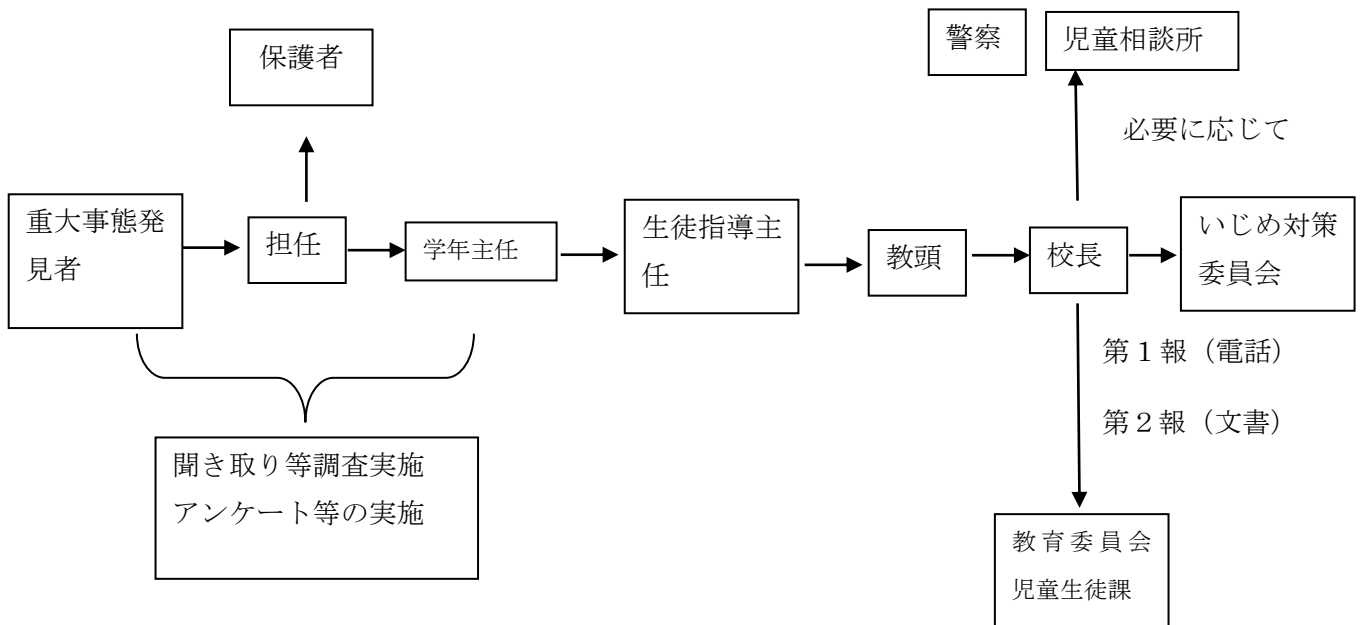 保護者
警察
児童相談所
必要に応じて
重大事態発
見者
担任
学年主任
生徒指導主
任
教頭
校長
いじめ対策
委員会
第１報（電話）
第２報（文書）
聞き取り等調査実施
アンケート等の実施
教育委員会
児童生徒課